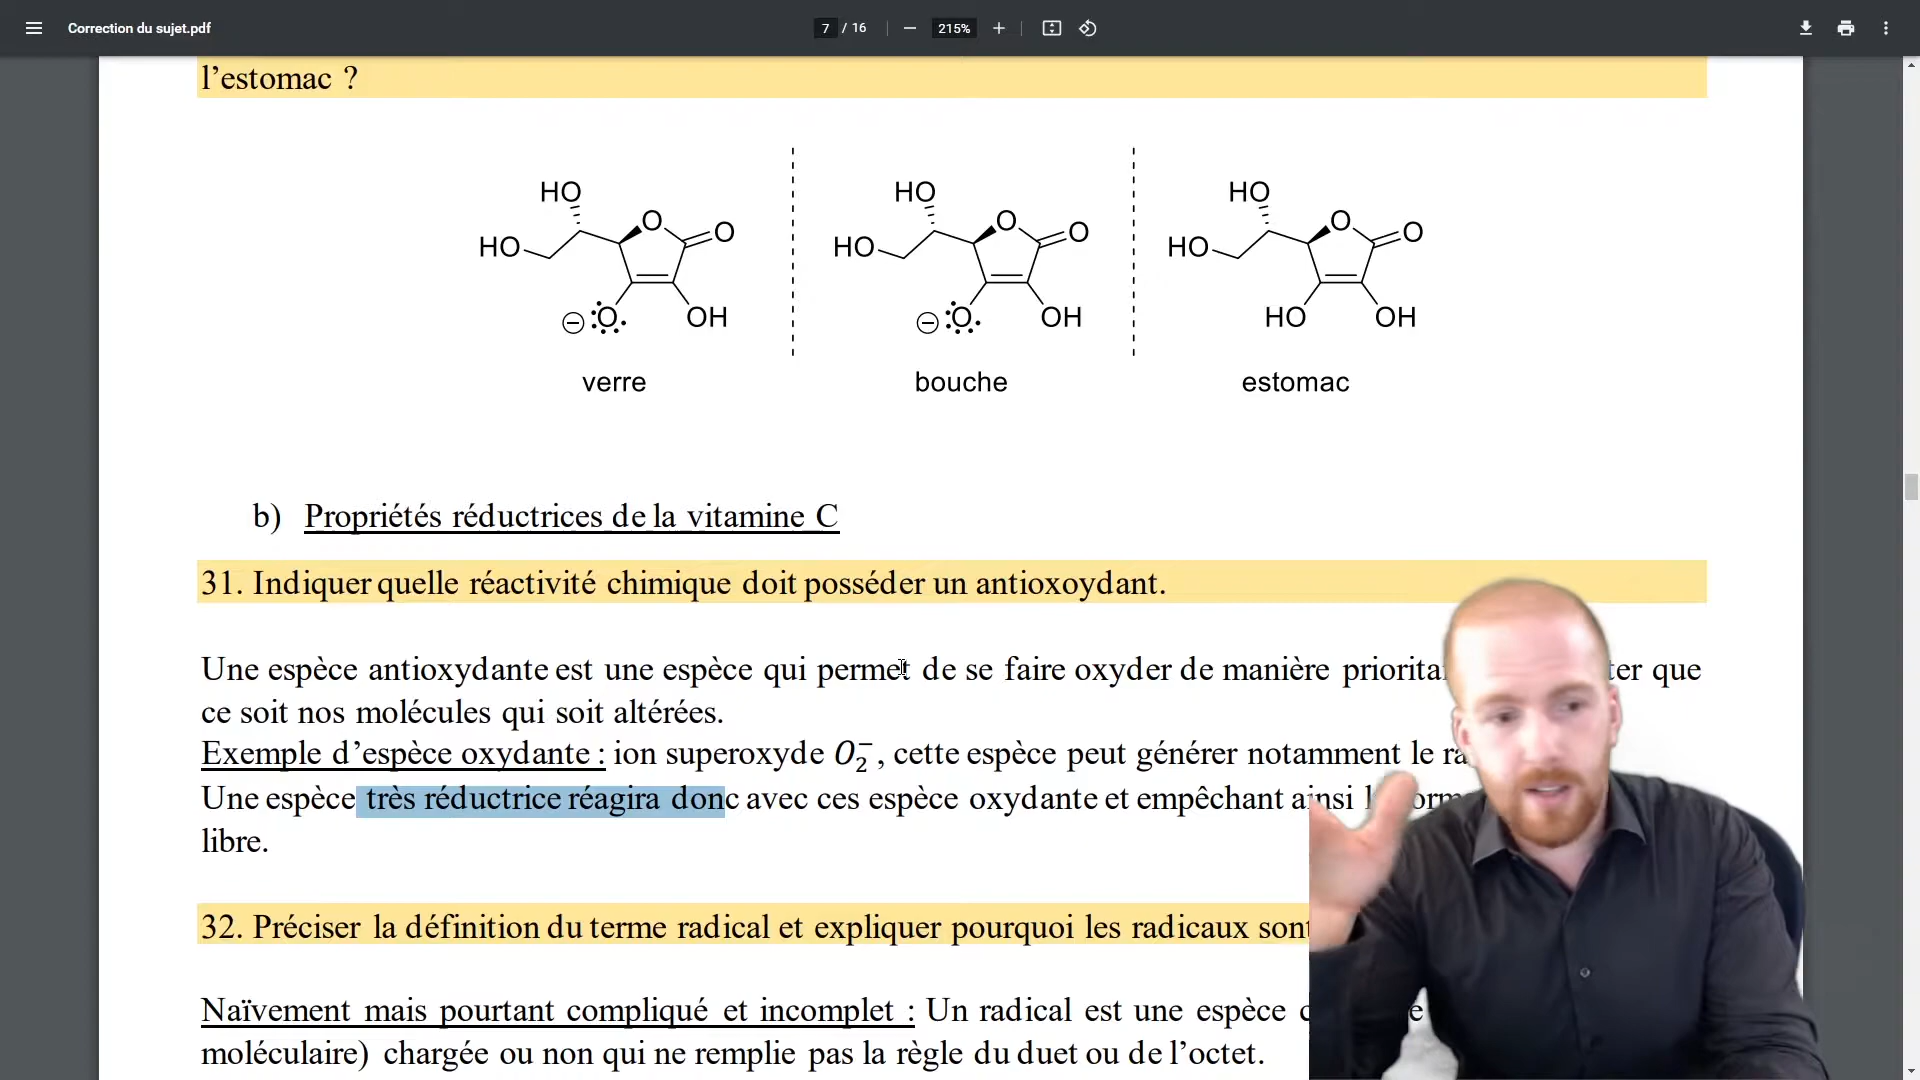 Correction du sujet.pdf
7 / 16
215%
l’estomac ?
HO
HO
O
O
⊖
O
OH
verre
HO
HO
O
O
⊖
O
OH
bouche
HO
HO
O
O
HO
OH
estomac
b) Propriétés réductrices de la vitamine C
31. Indiquer quelle réactivité chimique doit posséder un antioxoydant.
Une espèce antioxydante est une espèce qui permet de se faire oxyder de manière que
ce soit nos molécules qui soit altérées.
Exemple d’espèce oxydante : ion superoxyde O₂⁻, cette espèce peut générer notamment le
Une espèce très réductrice réagira donc avec ces espèce oxydante et empêchant ainsi
libre.
32. Préciser la définition du terme radical et expliquer pourquoi les radicaux sont
Naïvement mais pourtant compliqué et incomplet : Un radical est une espèce
moléculaire) chargée ou non qui ne remplie pas la règle du duet ou de l’octet.